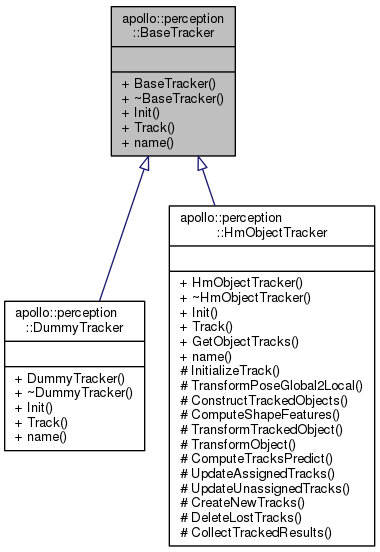 apollo::perception
::BaseTracker
+ BaseTracker()
+ ~BaseTracker()
+ Init()
+ Track()
+ name()
apollo::perception
::DummyTracker
+ DummyTracker()
+ ~DummyTracker()
+ Init()
+ Track()
+ name()
apollo::perception
::HmObjectTracker
+ HmObjectTracker()
+ ~HmObjectTracker()
+ Init()
+ Track()
+ GetObjectTracks()
+ name()
# InitializeTrack()
# TransformPoseGlobal2Local()
# ConstructTrackedObjects()
# ComputeShapeFeatures()
# TransformTrackedObject()
# TransformObject()
# ComputeTracksPredict()
# UpdateAssignedTracks()
# UpdateUnassignedTracks()
# CreateNewTracks()
# DeleteLostTracks()
# CollectTrackedResults()